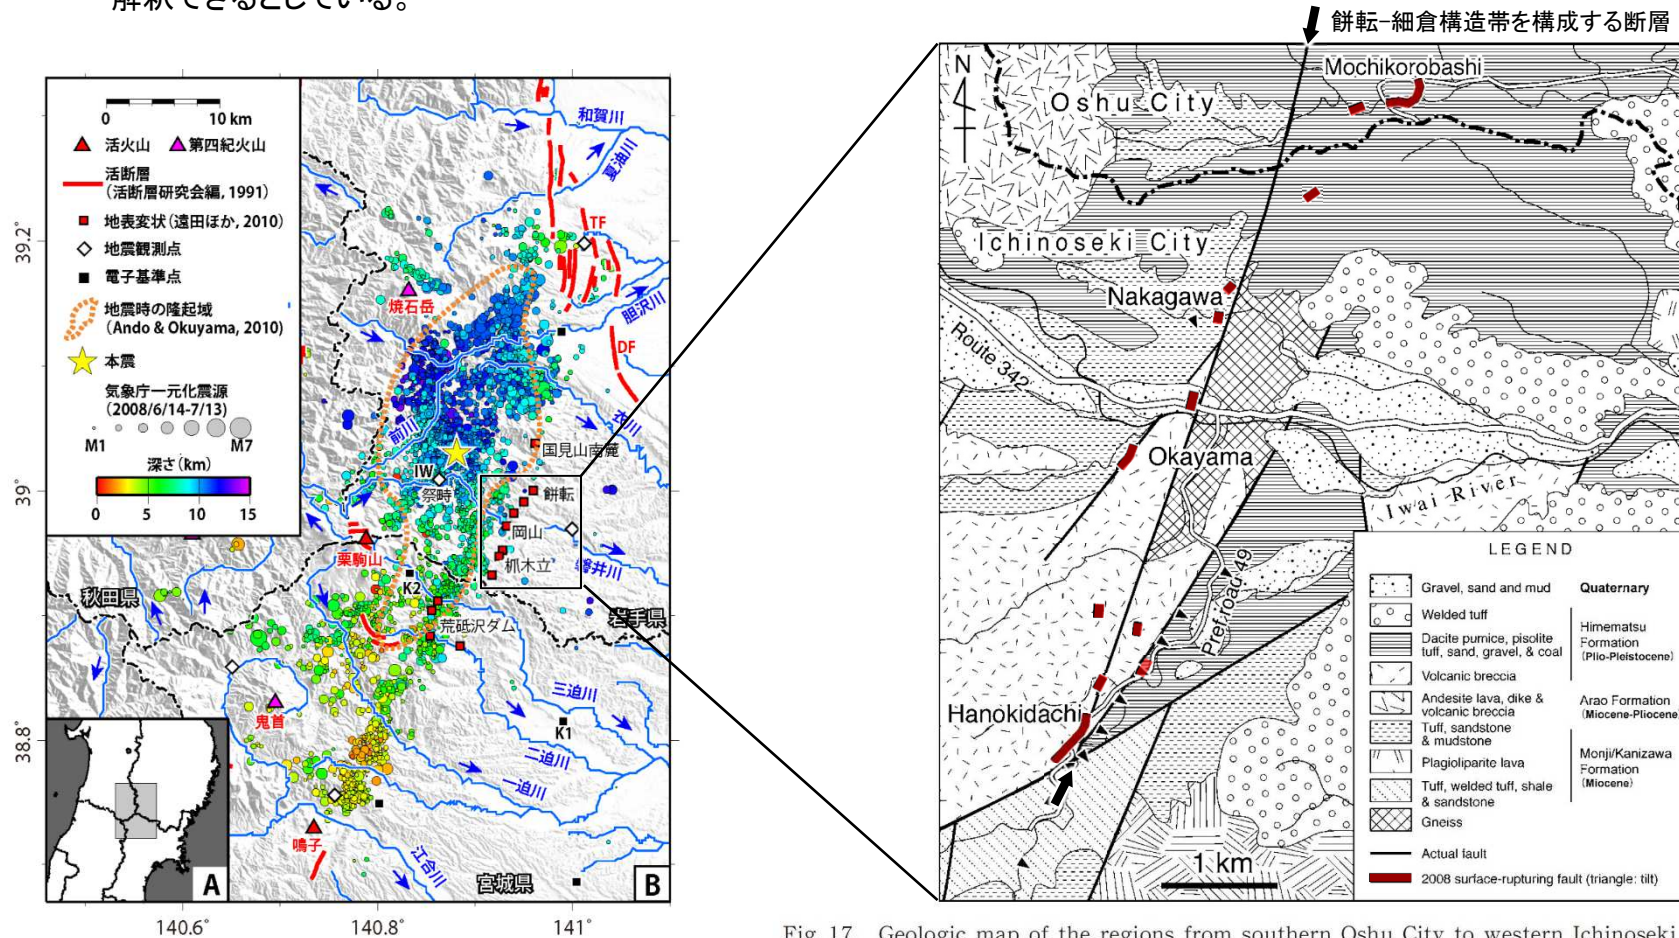 解釈できるとしている。
餅転−細倉構造帯を構成する断層
0 10 km
活火山 第四紀火山
活断層
(活断層研究会編, 1991)
地表変状(遠田ほか, 2010)
地震観測点
電子基準点
地震時の隆起域
(Ando & Okuyama, 2010)
本震
気象庁一元化震源
(2008/6/14-7/13)
M1 M7
深さ(km)
0 5 10 15
39.2°
39°
38.8°
140.6° 140.8° 141°
和賀川
夏油川
TF
焼石岳
胆沢川
DF
衣川
前川
国見山南麓
IW
祭畤
餅転
岡山
栗駒山
磐井川
枛木立
K2
秋田県
岩手県
荒砥沢ダム
三迫川
鬼首
K1
二迫川
一迫川
鳴子
江合川
宮城県
A
B
N
Mochikorobashi
Oshu City
Ichinoseki City
Nakagawa
Route 342
Okayama
Iwai River
Pref. road 49
Hanokidachi
1 km
LEGEND
Gravel, sand and mud Quaternary
Welded tuff
Dacite pumice, pisolite
tuff, sand, gravel, & coal
Himematsu
Formation
(Plio-Pleistocene)
Volcanic breccia
Andesite lava, dike &
volcanic breccia
Arao Formation
(Miocene-Pliocene)
Tuff, sandstone
& mudstone
Plagioliparite lava
Monji/Kanizawa
Formation
(Miocene)
Tuff, welded tuff, shale
& sandstone
Gneiss
Actual fault
2008 surface-rupturing fault (triangle: tilt)
Fig. 17 Geologic map of the regions from southern Oshu City to western Ichinoseki